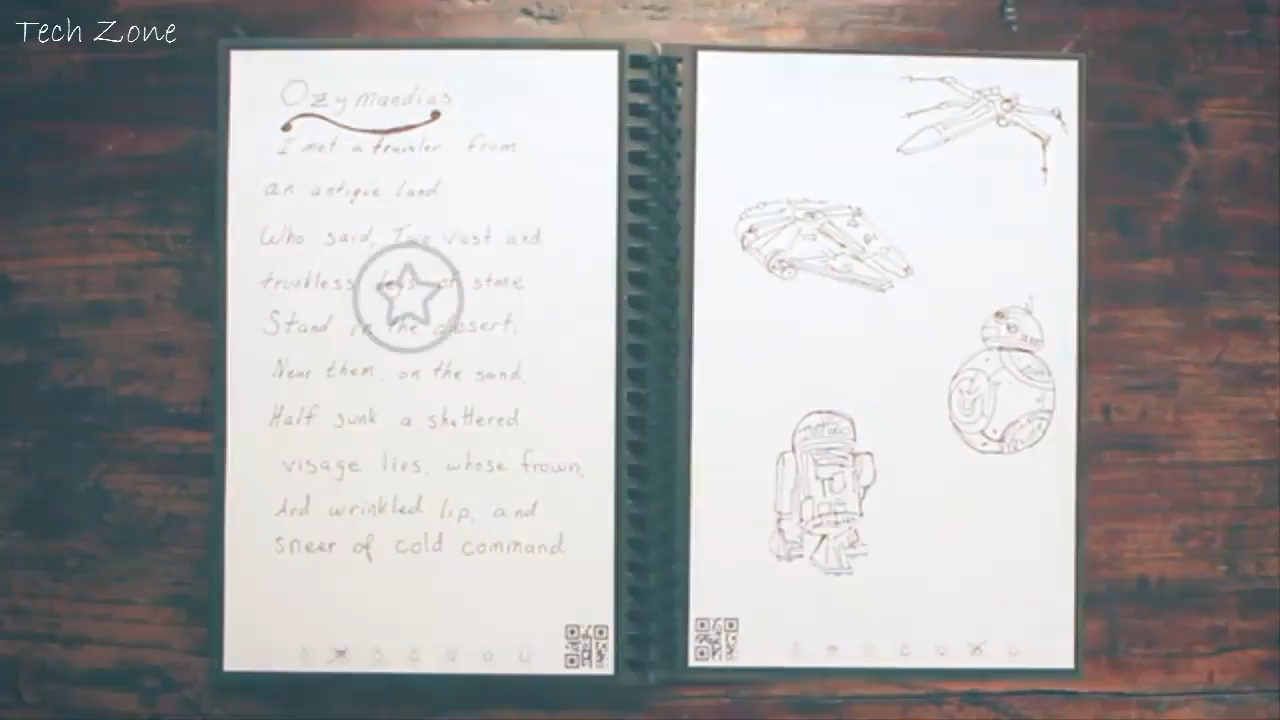 Tech Zone
Ozymandias
I met a traveler from
an antique land
Who said, Two vast and
trunkless legs of stone
Stand in the desert.
Near them, on the sand,
Half sunk a shattered
visage lies, whose frown,
And wrinkled lip, and
sneer of cold command